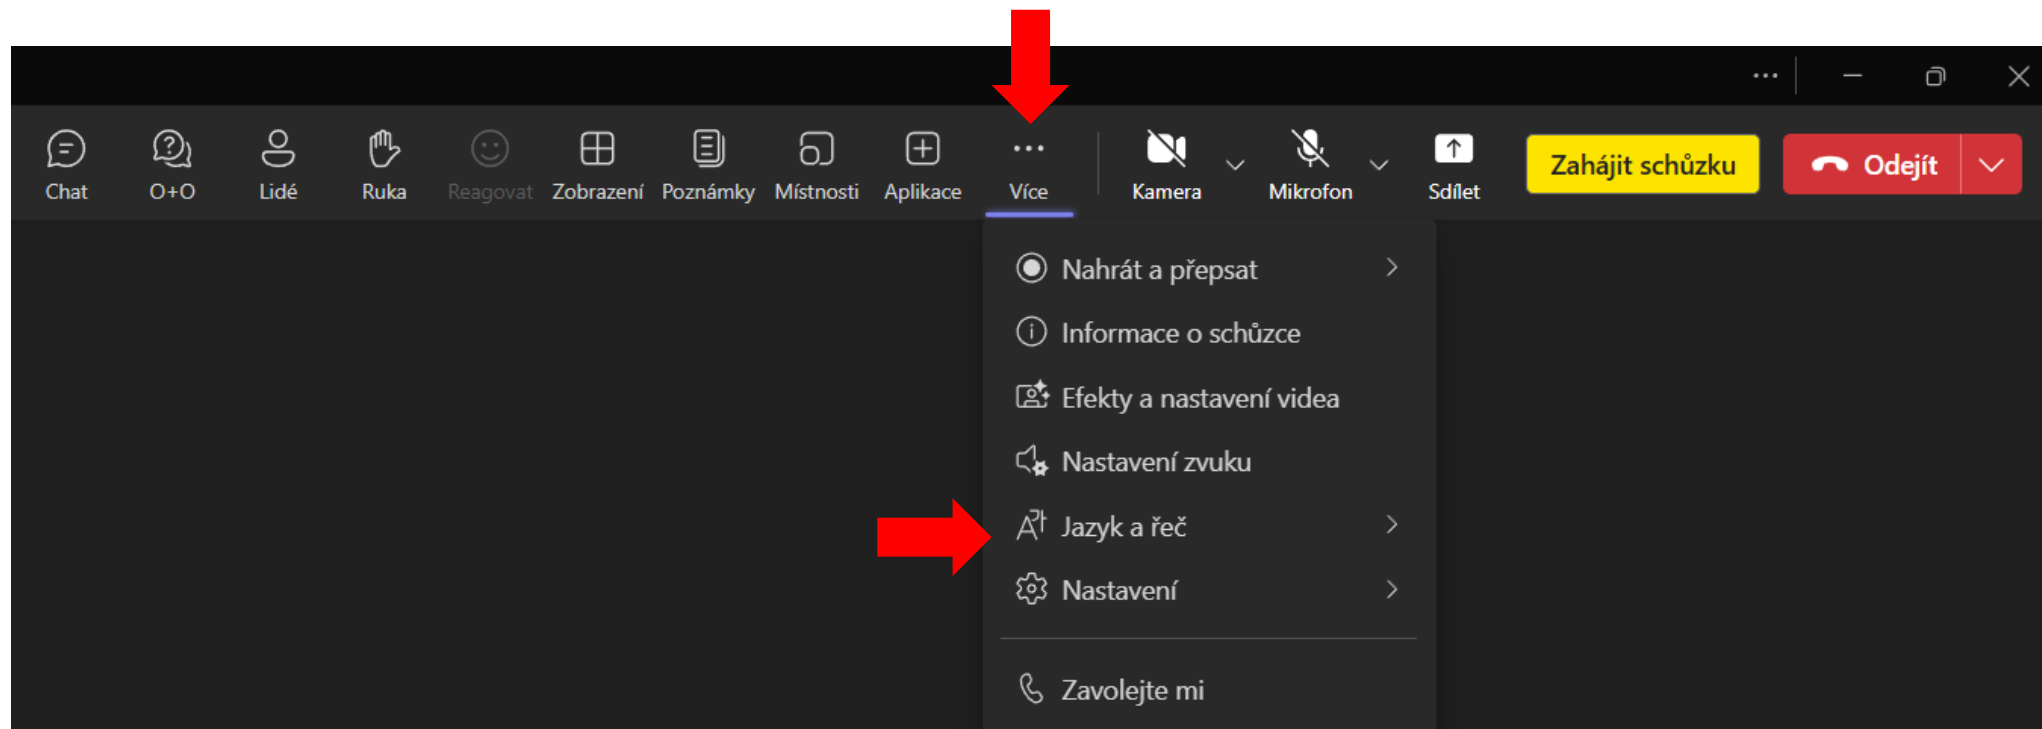 Chat
O+O
Lidé
Ruka
Reagovat
Zobrazení
Poznámky
Místnosti
Aplikace
Více
Kamera
Mikrofon
Sdílet
Zahájit schůzku
Odejít
Nahrát a přepsat
Informace o schůzce
Efekty a nastavení videa
Nastavení zvuku
Jazyk a řeč
Nastavení
Zavolejte mi